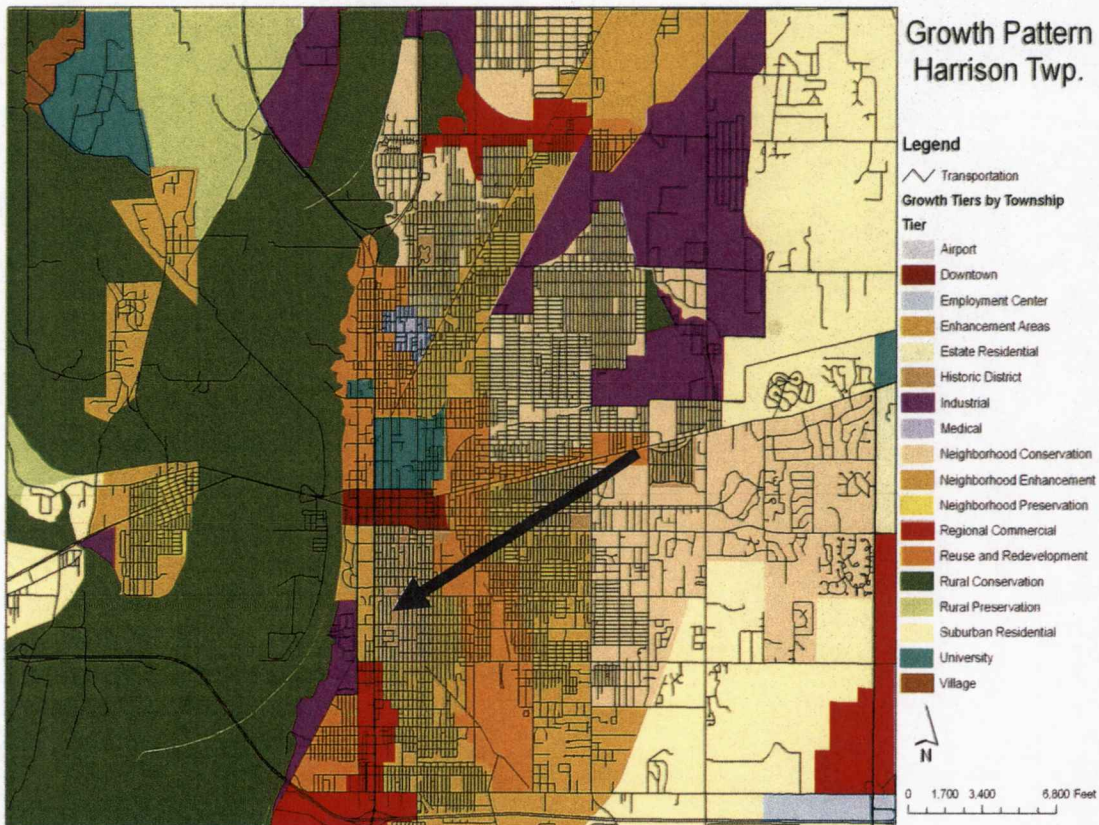 Growth Pattern
Harrison Twp.
Legend
Transportation
Growth Tiers by Township
Tier
Airport
Downtown
Employment Center
Enhancement Areas
Estate Residential
Historic District
Industrial
Medical
Neighborhood Conservation
Neighborhood Enhancement
Neighborhood Preservation
Regional Commercial
Reuse and Redevelopment
Rural Conservation
Rural Preservation
Suburban Residential
University
Village
N
0 1,700 3,400 6,800 Feet